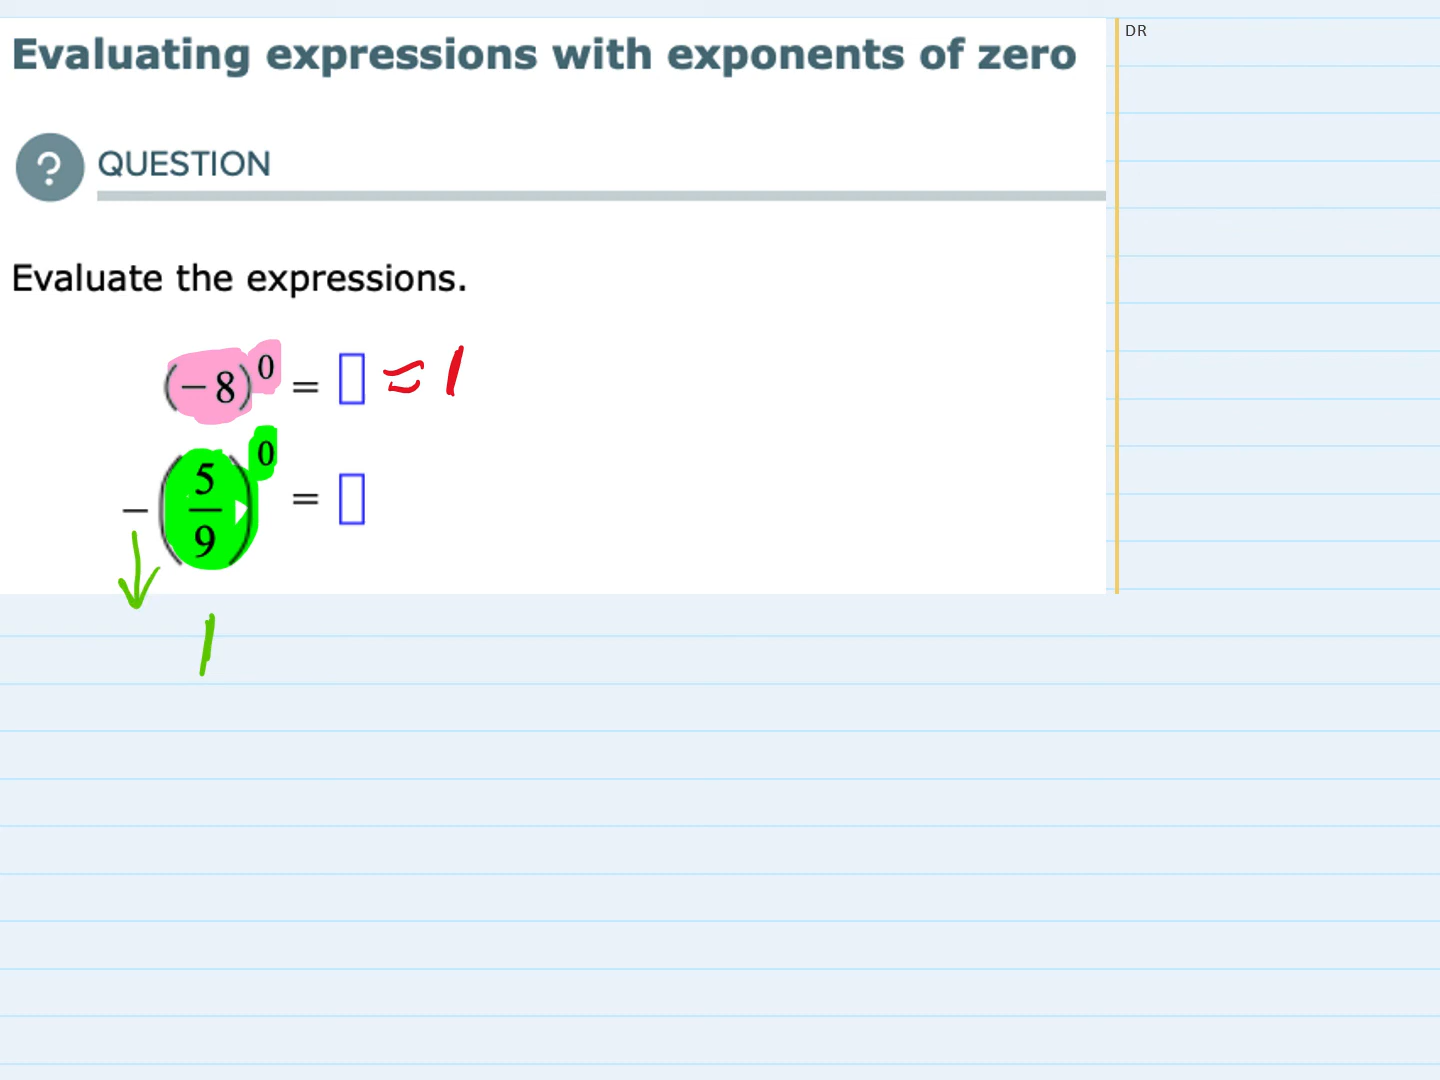 Evaluating expressions with exponents of zero
DR
? QUESTION
Evaluate the expressions.
(−8)⁰ = □ = 1
−(5/9)⁰ = □
1